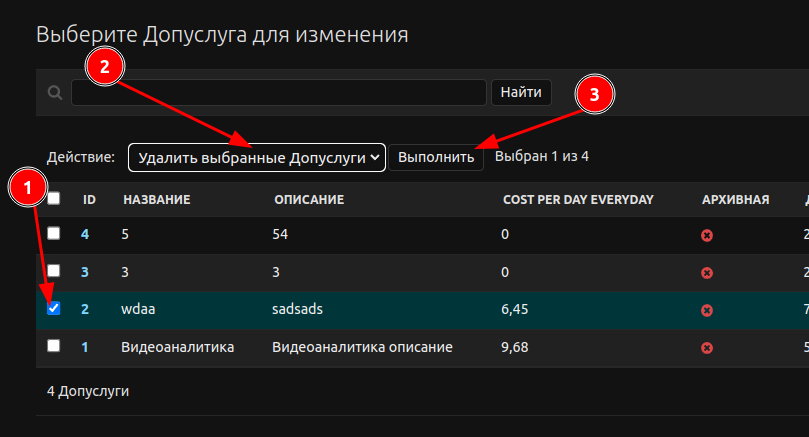 Выберите Допуслуга для изменения
2
Найти
3
Действие: Удалить выбранные Допуслуги Выполнить Выбран 1 из 4
1
ID НАЗВАНИЕ ОПИСАНИЕ COST PER DAY EVERYDAY АРХИВНАЯ
4 5 54 0 2
3 3 3 0 2
2 wdaa sadsads 6,45 7
1 Видеоаналитика Видеоаналитика описание 9,68 5
4 Допуслуги